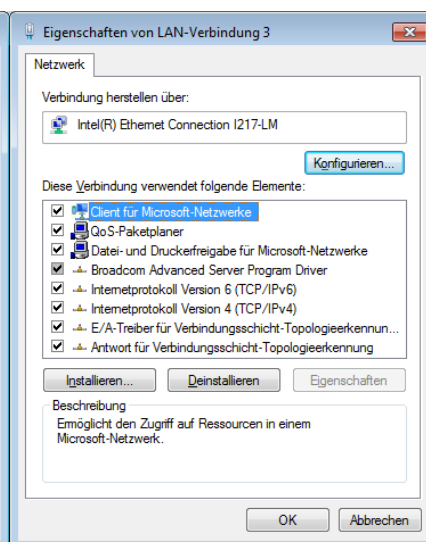 Eigenschaften von LAN-Verbindung 3
Netzwerk
Verbindung herstellen über:
Intel(R) Ethernet Connection I217-LM
Konfigurieren...
Diese Verbindung verwendet folgende Elemente:
Client für Microsoft-Netzwerke
QoS-Paketplaner
Datei- und Druckerfreigabe für Microsoft-Netzwerke
Broadcom Advanced Server Program Driver
Internetprotokoll Version 6 (TCP/IPv6)
Internetprotokoll Version 4 (TCP/IPv4)
E/A-Treiber für Verbindungsschicht-Topologieerkennun...
Antwort für Verbindungsschicht-Topologieerkennung
Installieren... Deinstallieren Eigenschaften
Beschreibung
Ermöglicht den Zugriff auf Ressourcen in einem
Microsoft-Netzwerk.
OK Abbrechen